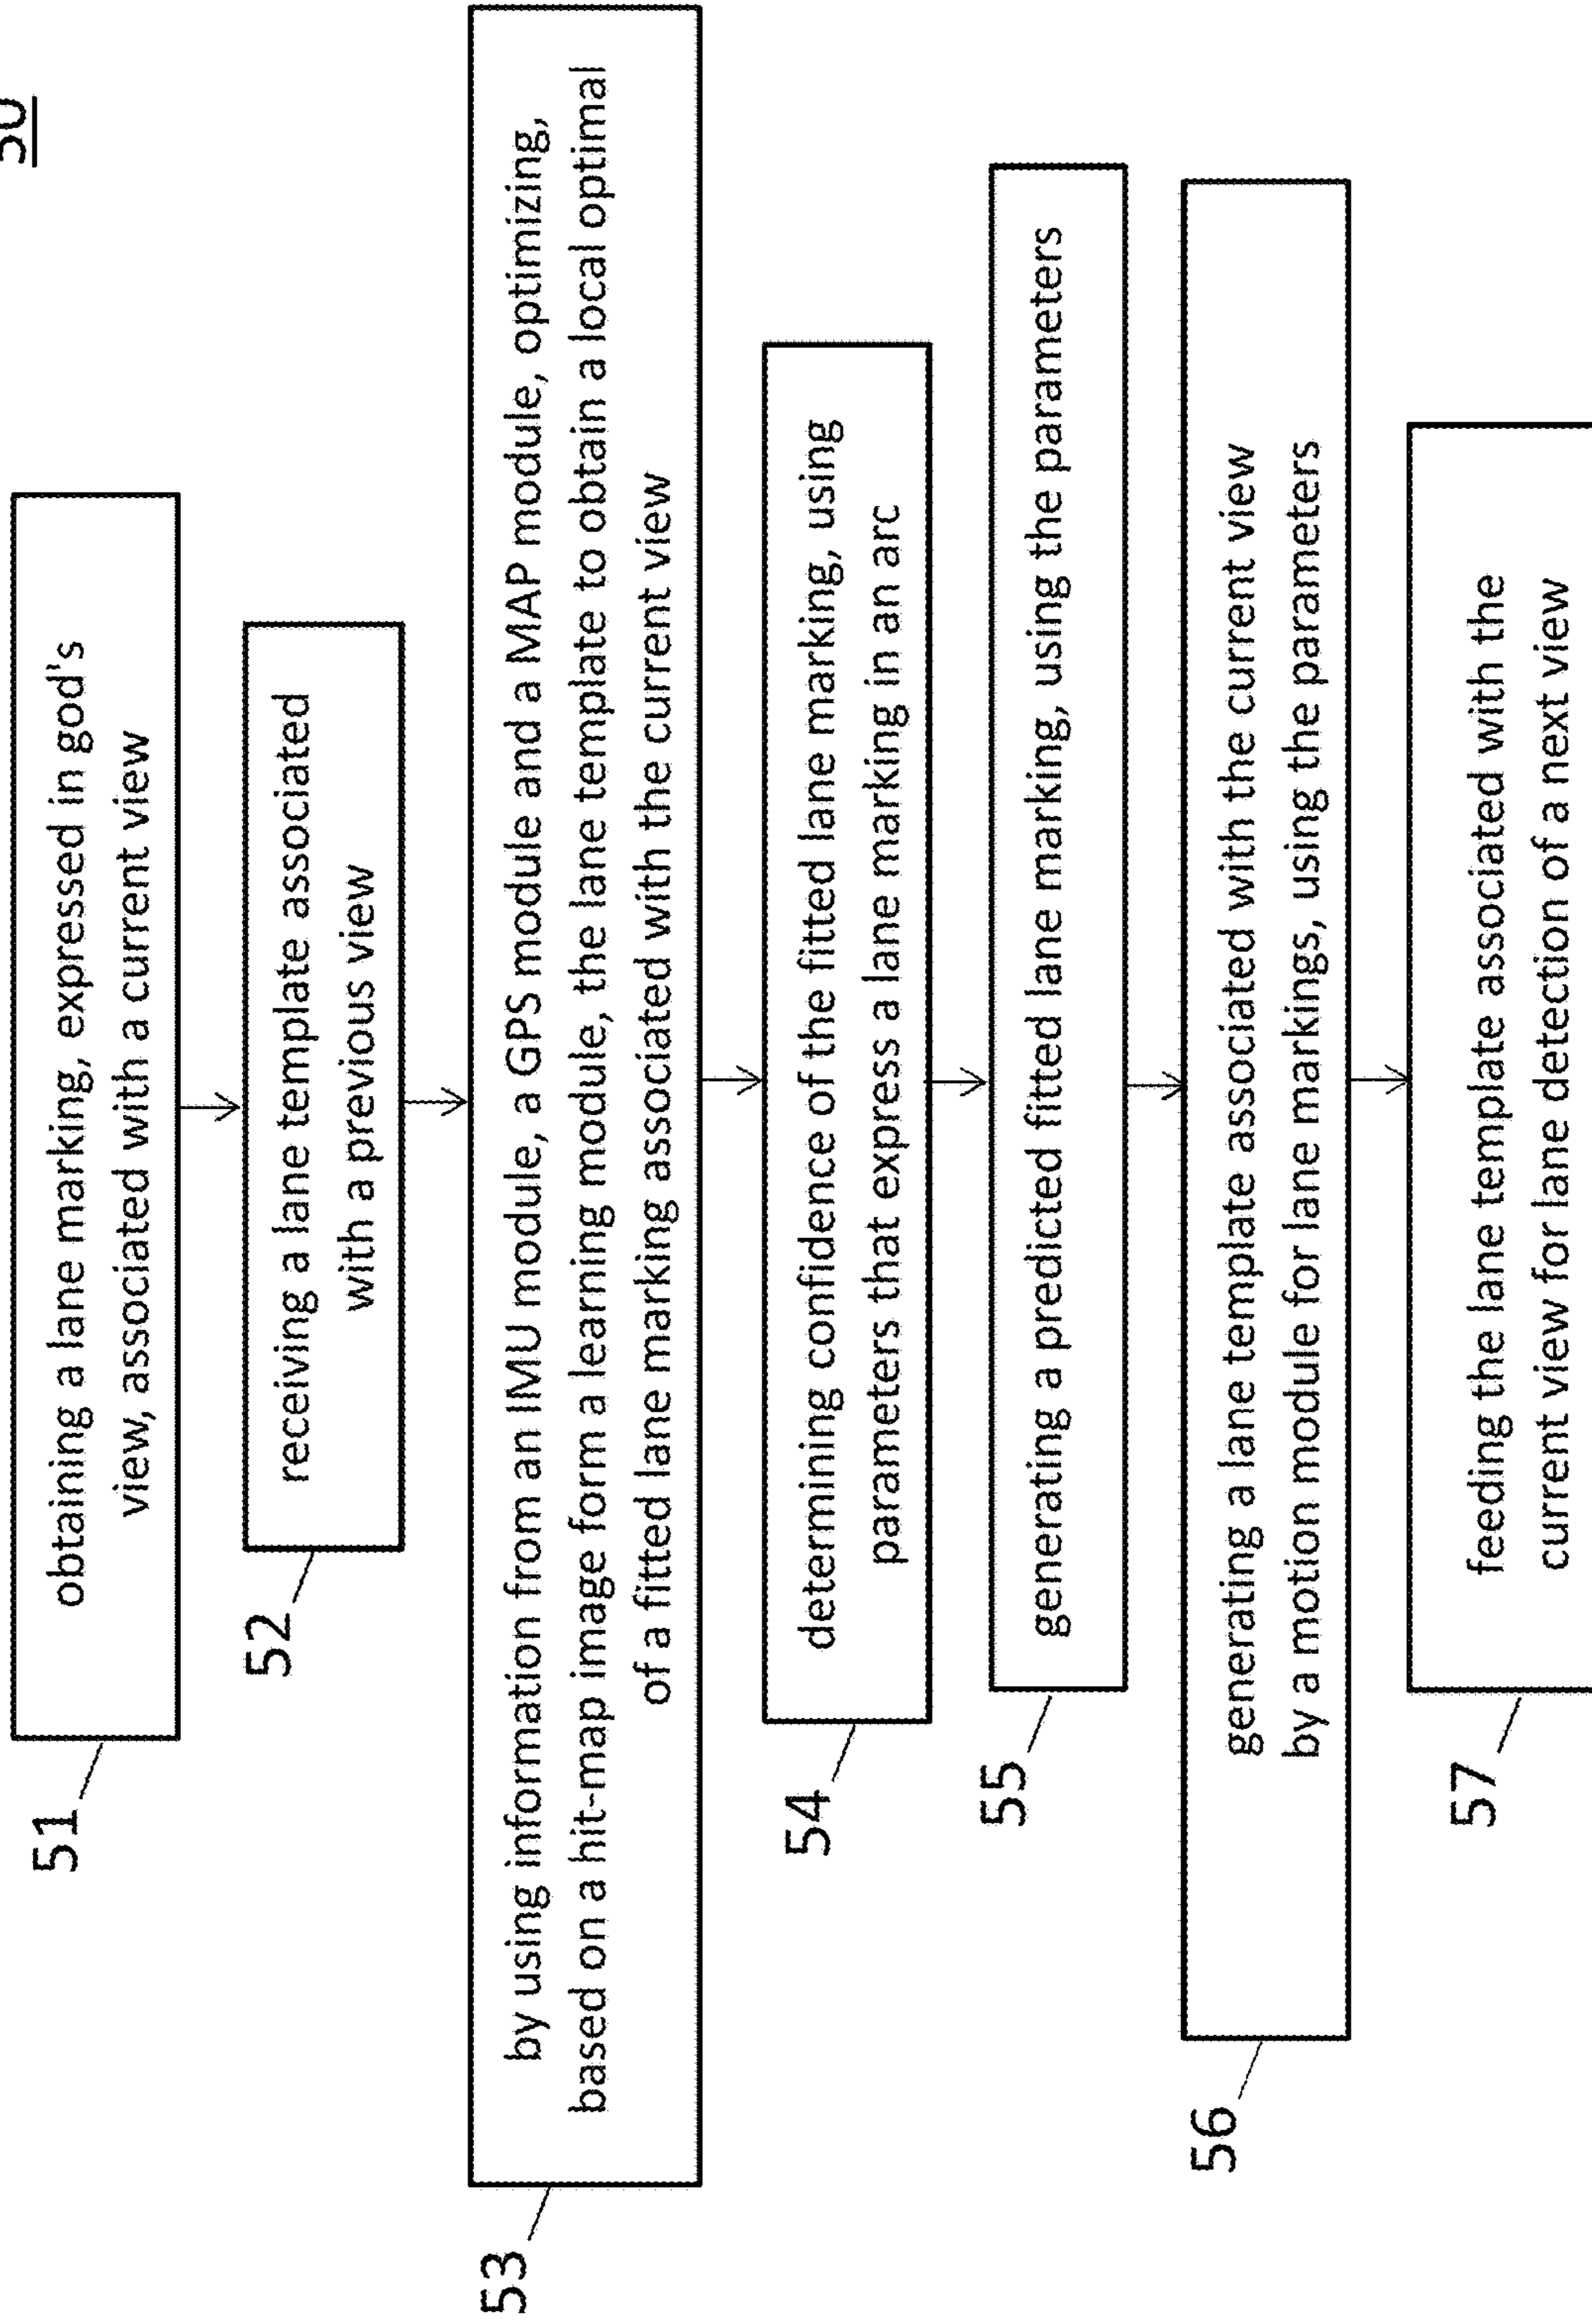 50
51
obtaining a lane marking, expressed in god's
view, associated with a current view
52
receiving a lane template associated
with a previous view
53
by using information from an IMU module, a GPS module and a MAP module, optimizing,
based on a hit-map image form a learning module, the lane template to obtain a local optimal
of a fitted lane marking associated with the current view
54
determining confidence of the fitted lane marking, using
parameters that express a lane marking in an arc
55
generating a predicted fitted lane marking, using the parameters
56
generating a lane template associated with the current view
by a motion module for lane markings, using the parameters
57
feeding the lane template associated with the
current view for lane detection of a next view